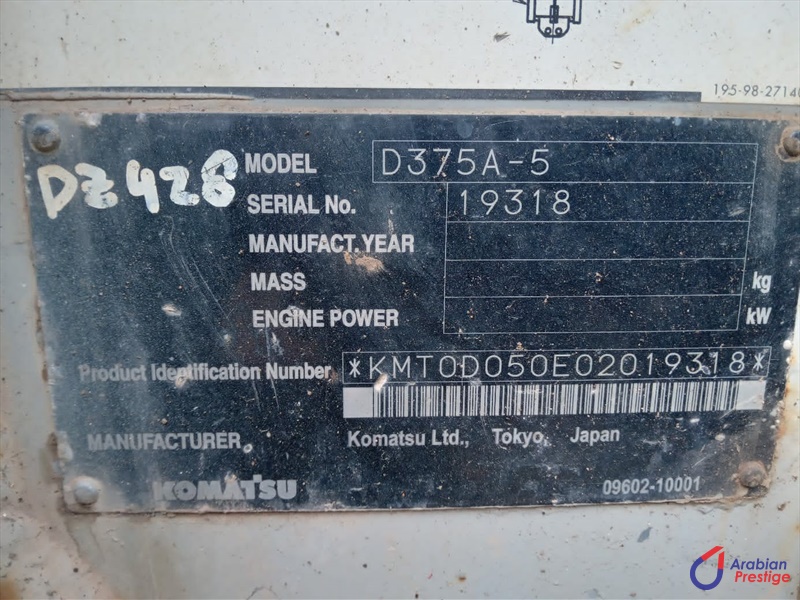 195-98-27140
DZ428
MODEL D375A-5
SERIAL No. 19318
MANUFACT.YEAR
MASS kg
ENGINE POWER kW
Product Identification Number *KMT0D050E02019318*
MANUFACTURER Komatsu Ltd., Tokyo, Japan
KOMATSU 09602-10001
Arabian
Prestige